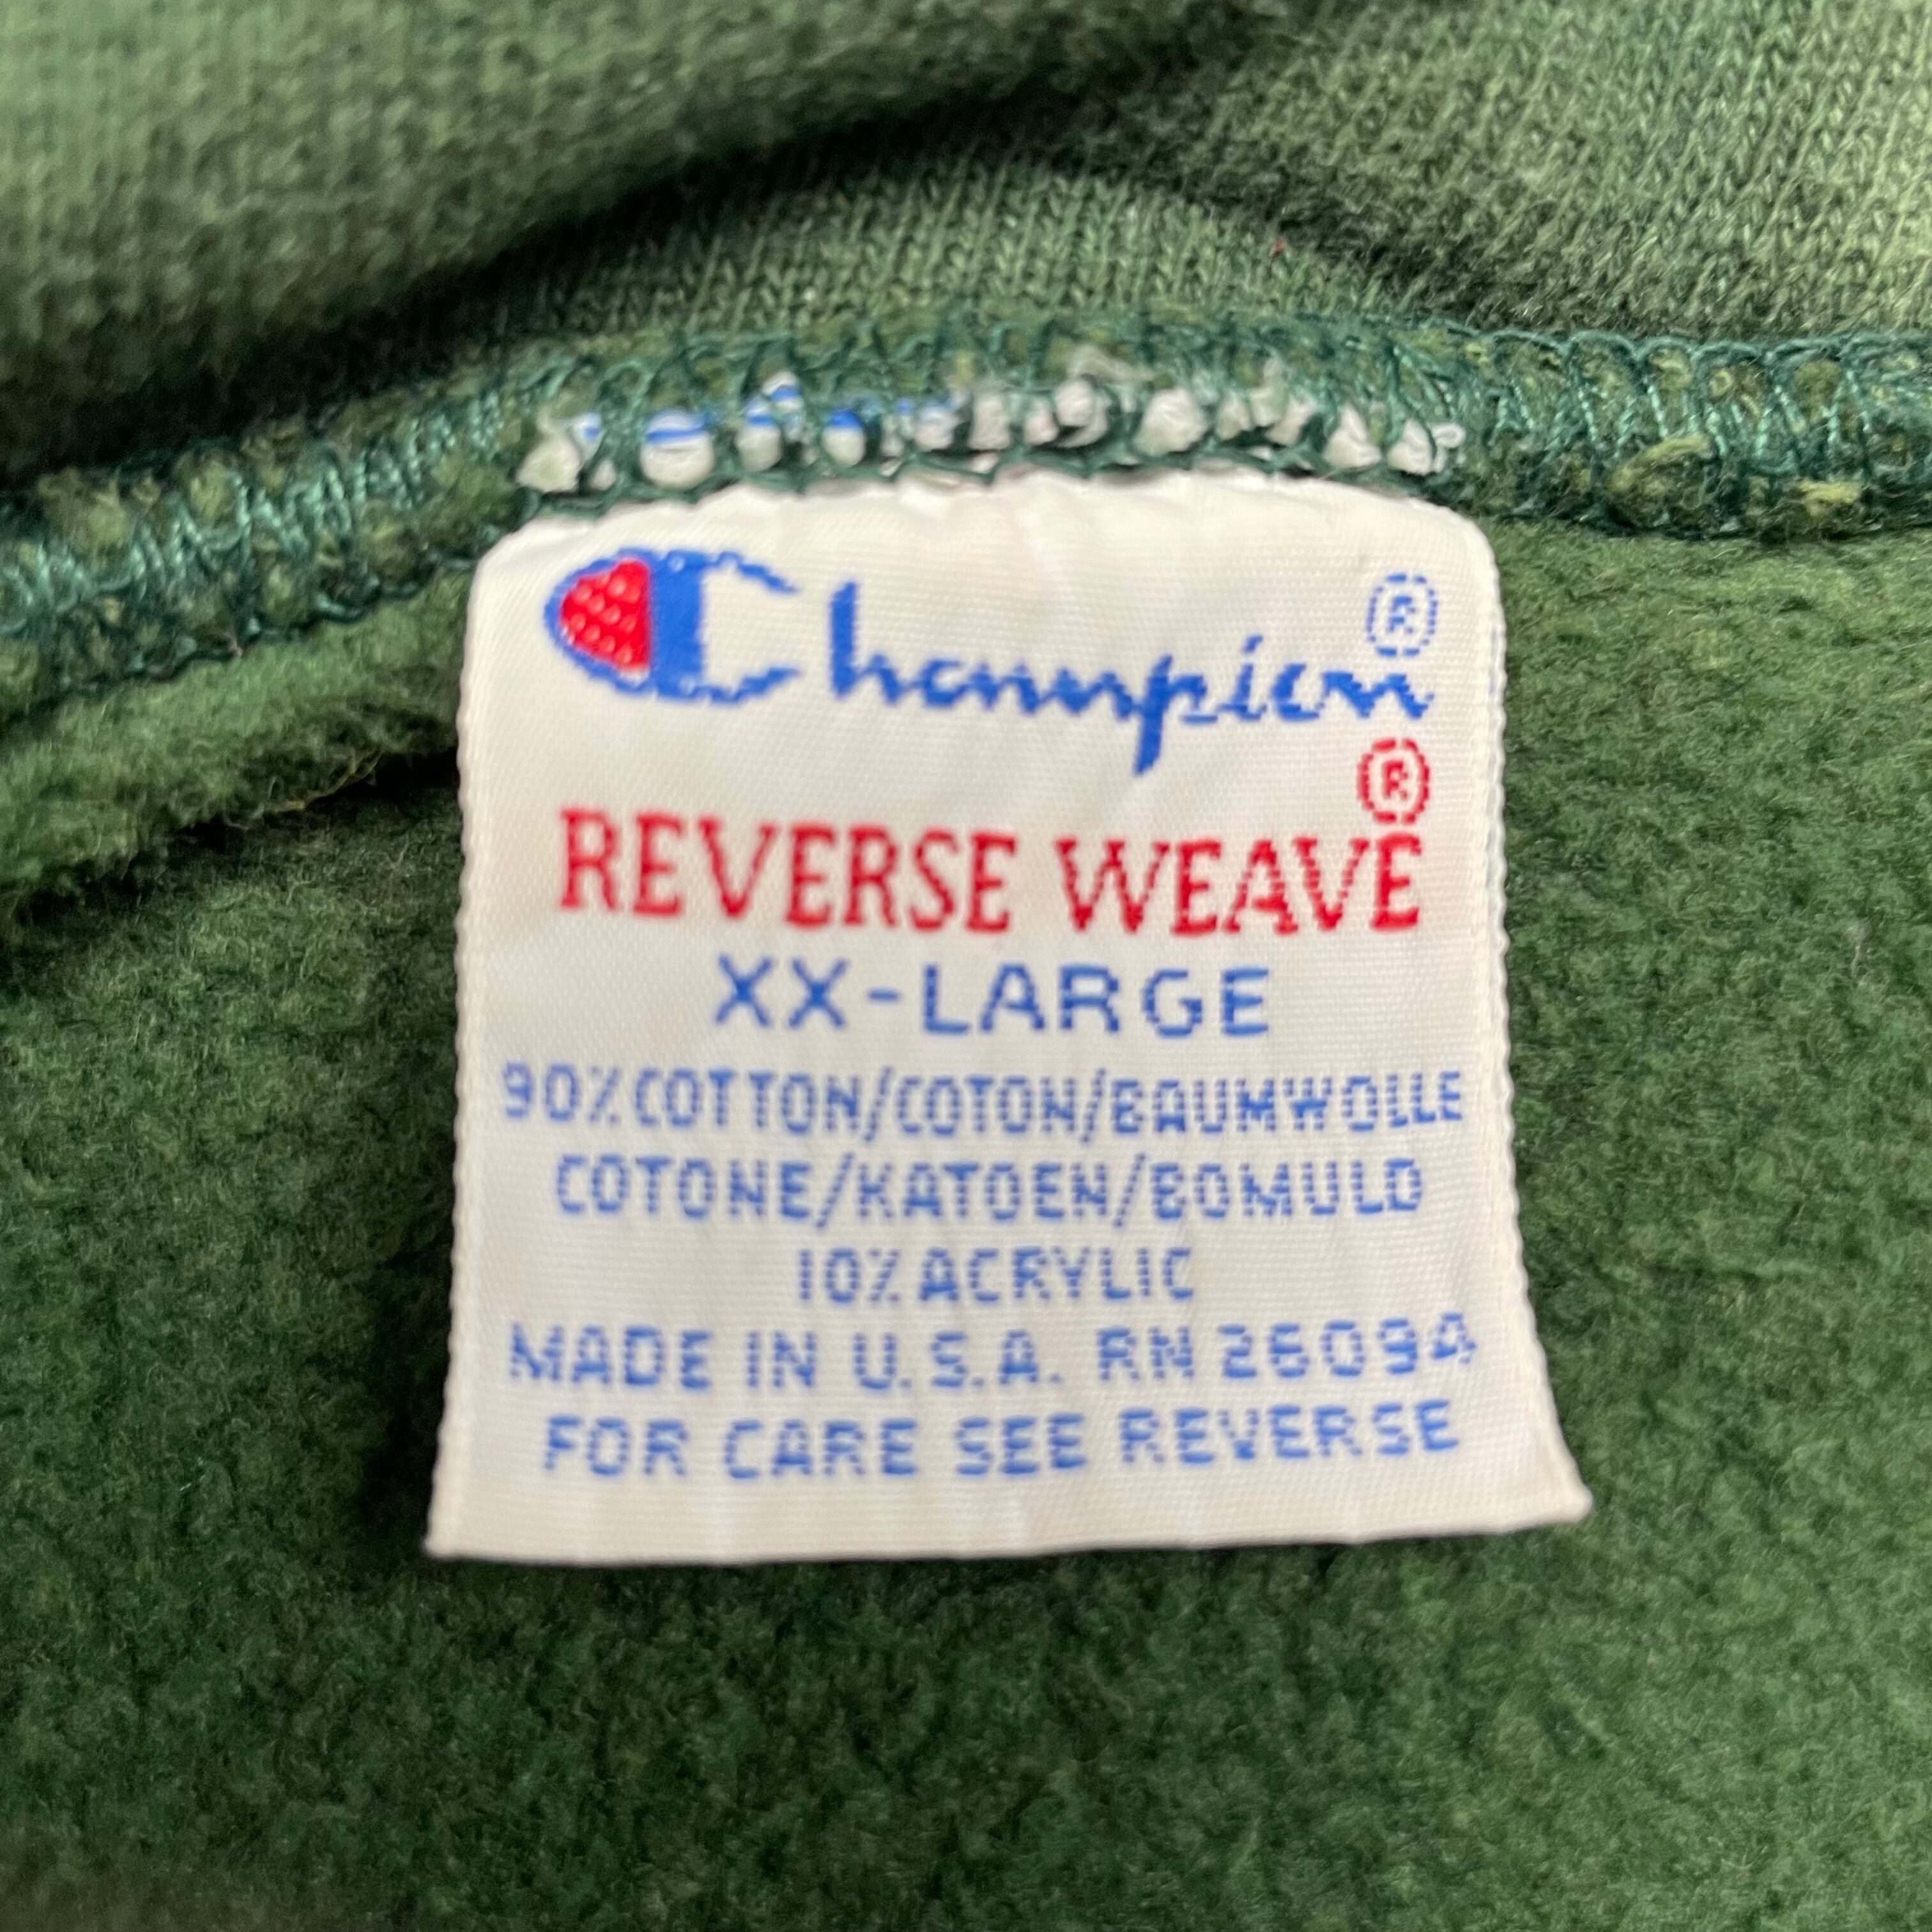 Champion®
REVERSE WEAVE®
XX-LARGE
90% COTTON/COTON/BAUMWOLLE
COTONE/KATOEN/BOMULD
10% ACRYLIC
MADE IN U.S.A. RN 26094
FOR CARE SEE REVERSE